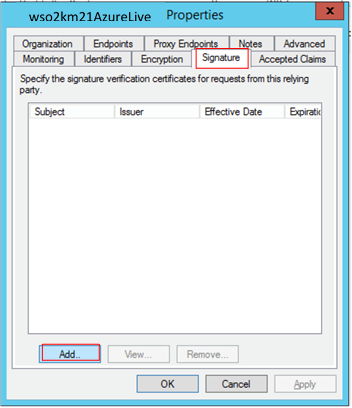 wso2km21AzureLive Properties x
Organization Endpoints Proxy Endpoints Notes Advanced
Monitoring Identifiers Encryption Signature Accepted Claims
Specify the signature verification certificates for requests from this relying
party.
Subject Issuer Effective Date Expiratic
Add.. View... Remove...
OK Cancel Apply